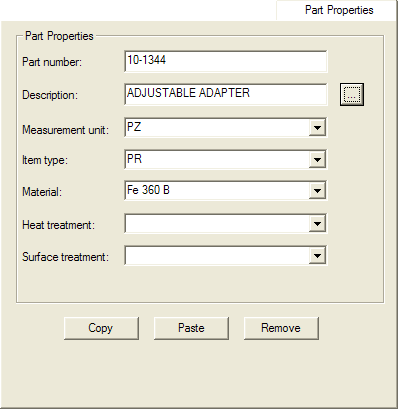 Part Properties
Part Properties
Part number: 10-1344
Description: ADJUSTABLE ADAPTER ...
Measurement unit: PZ
Item type: PR
Material: Fe 360 B
Heat treatment:
Surface treatment:
Copy Paste Remove